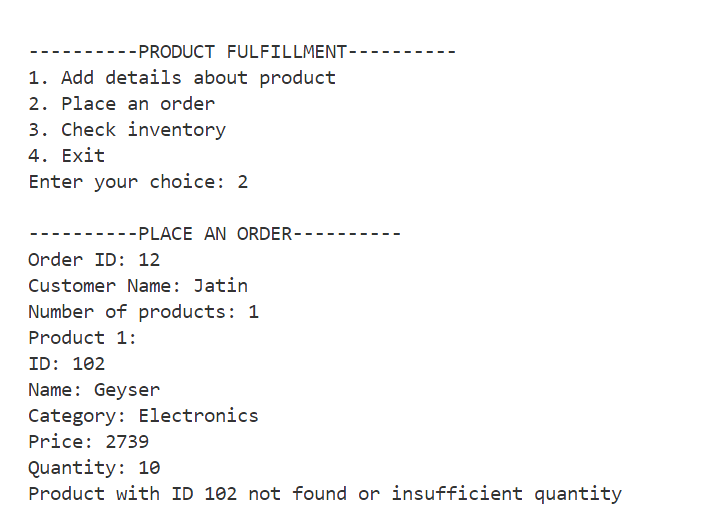 ----------PRODUCT FULFILLMENT----------
1. Add details about product
2. Place an order
3. Check inventory
4. Exit
Enter your choice: 2
----------PLACE AN ORDER----------
Order ID: 12
Customer Name: Jatin
Number of products: 1
Product 1:
ID: 102
Name: Geyser
Category: Electronics
Price: 2739
Quantity: 10
Product with ID 102 not found or insufficient quantity